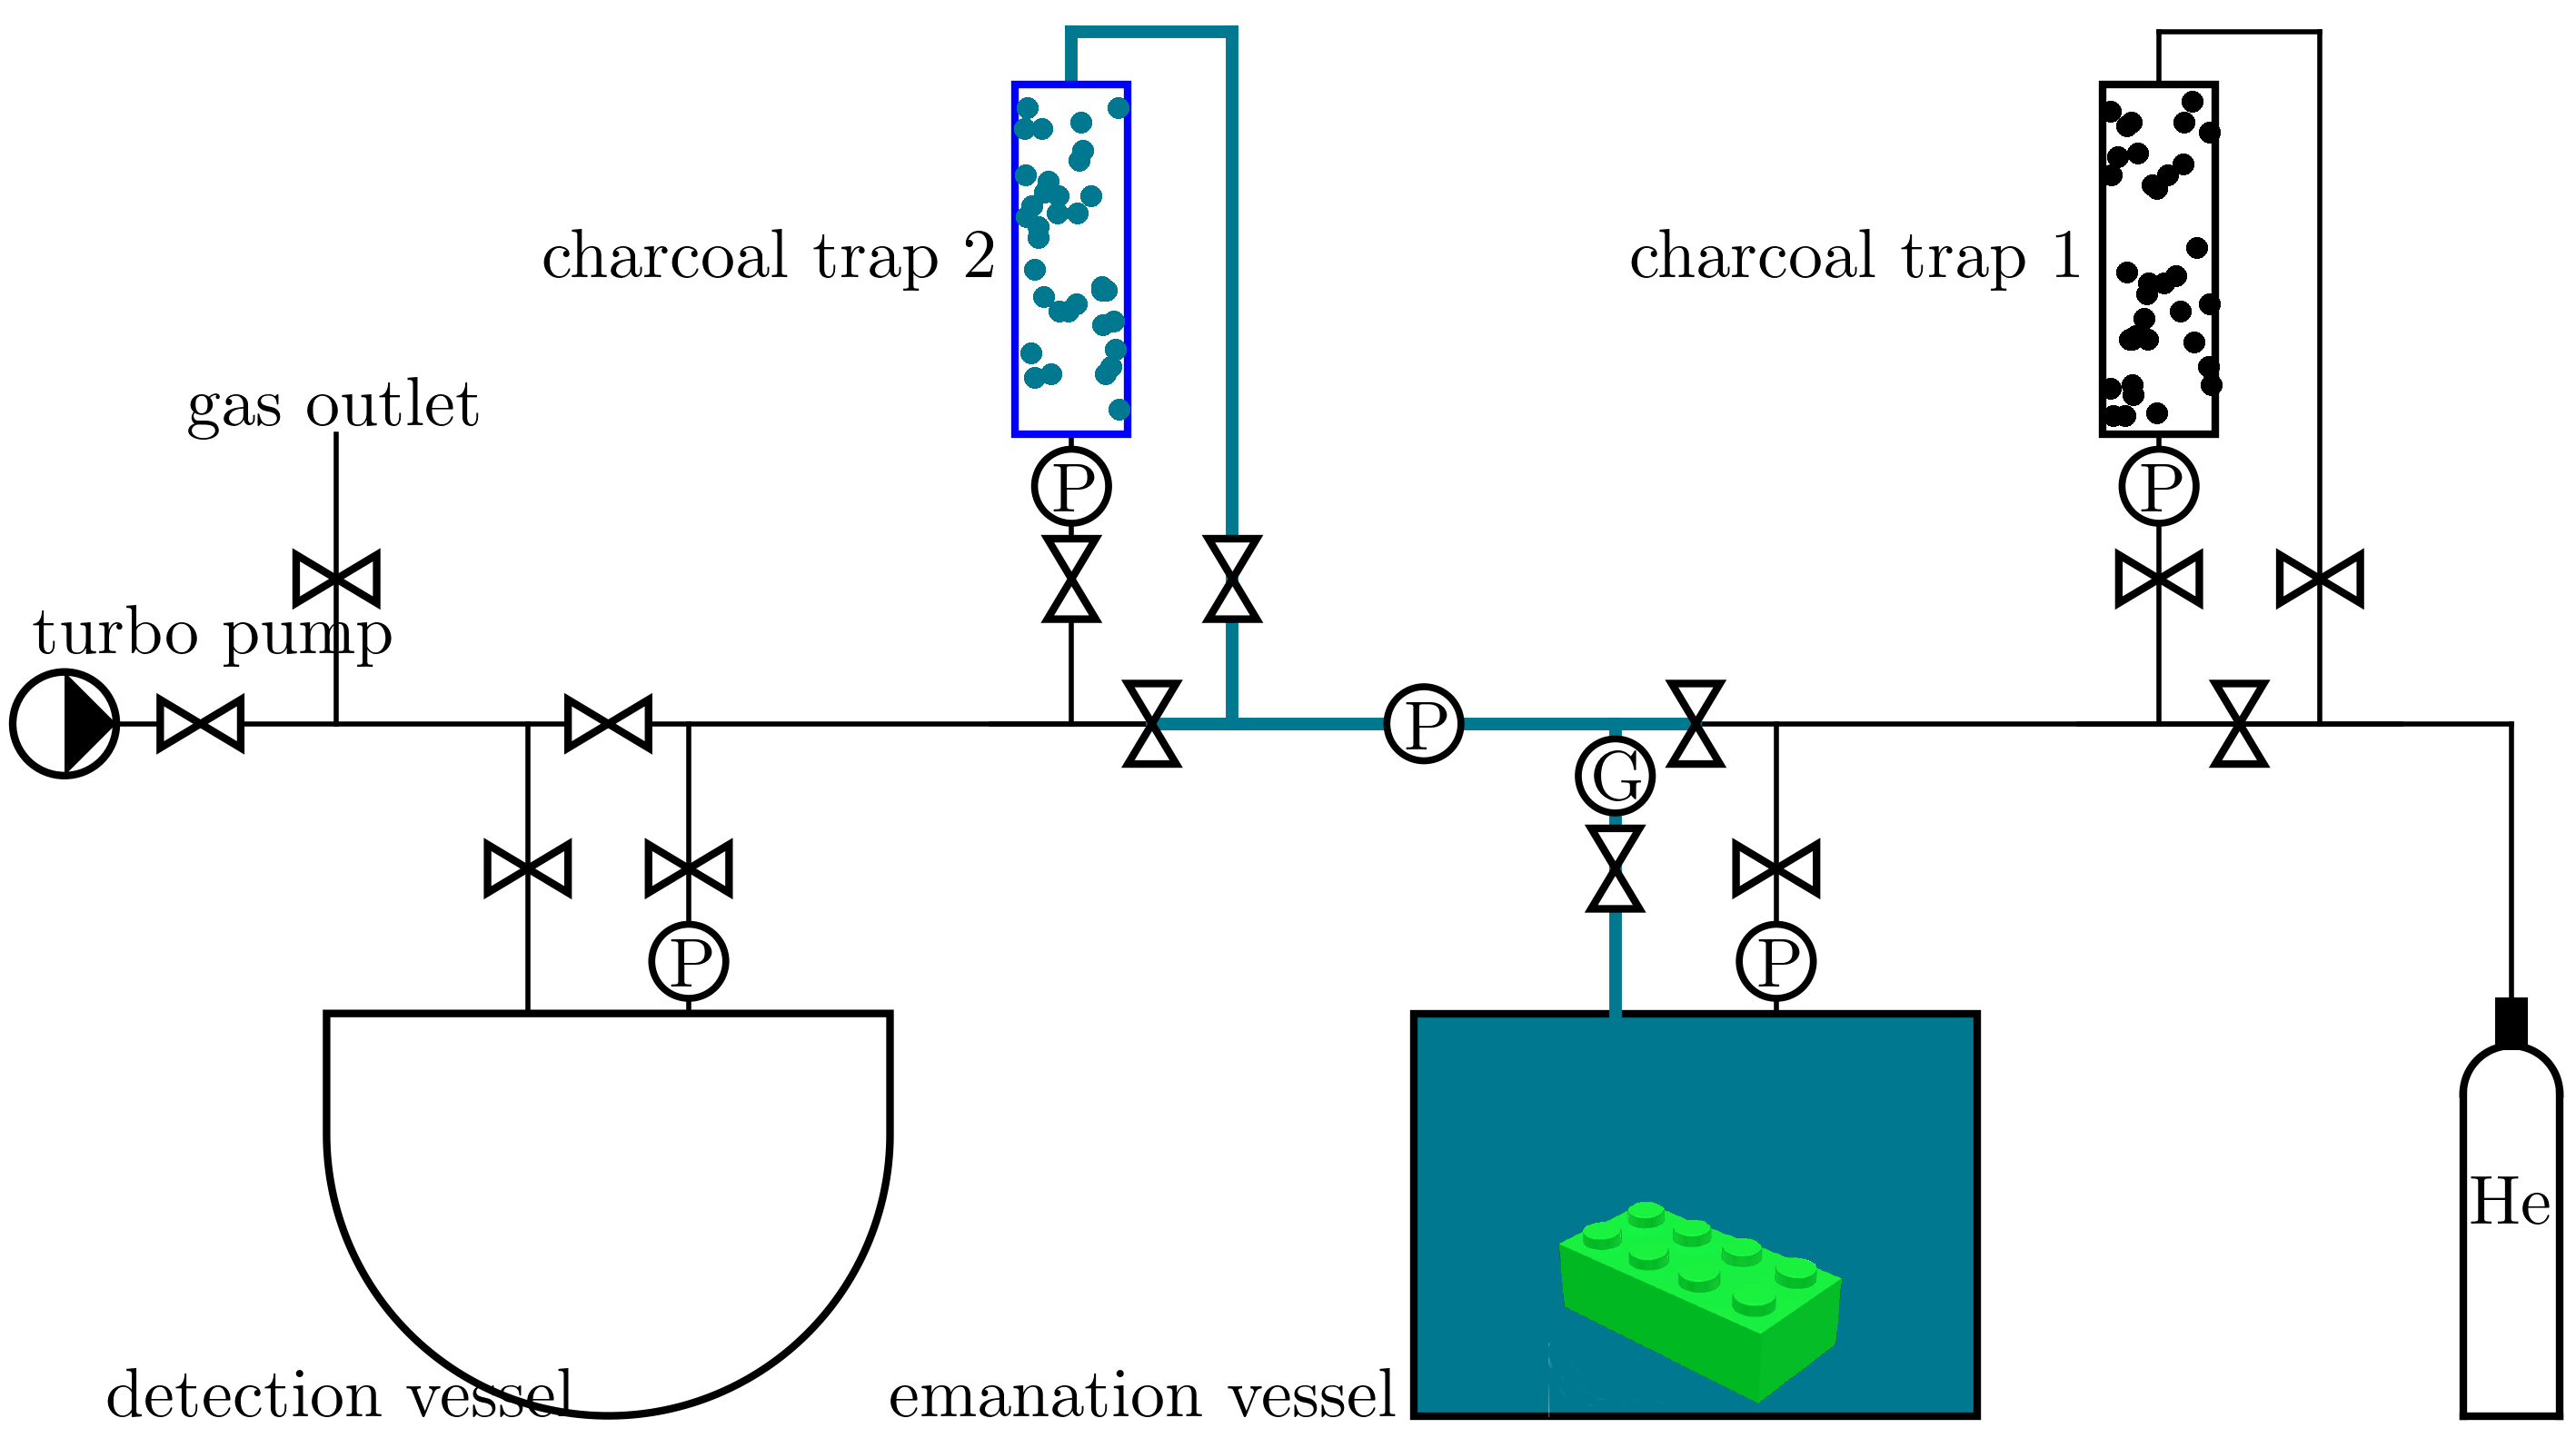 charcoal trap 2
charcoal trap 1
gas outlet
P
P
turbo pump
P
G
P
P
He
detection vessel
emanation vessel